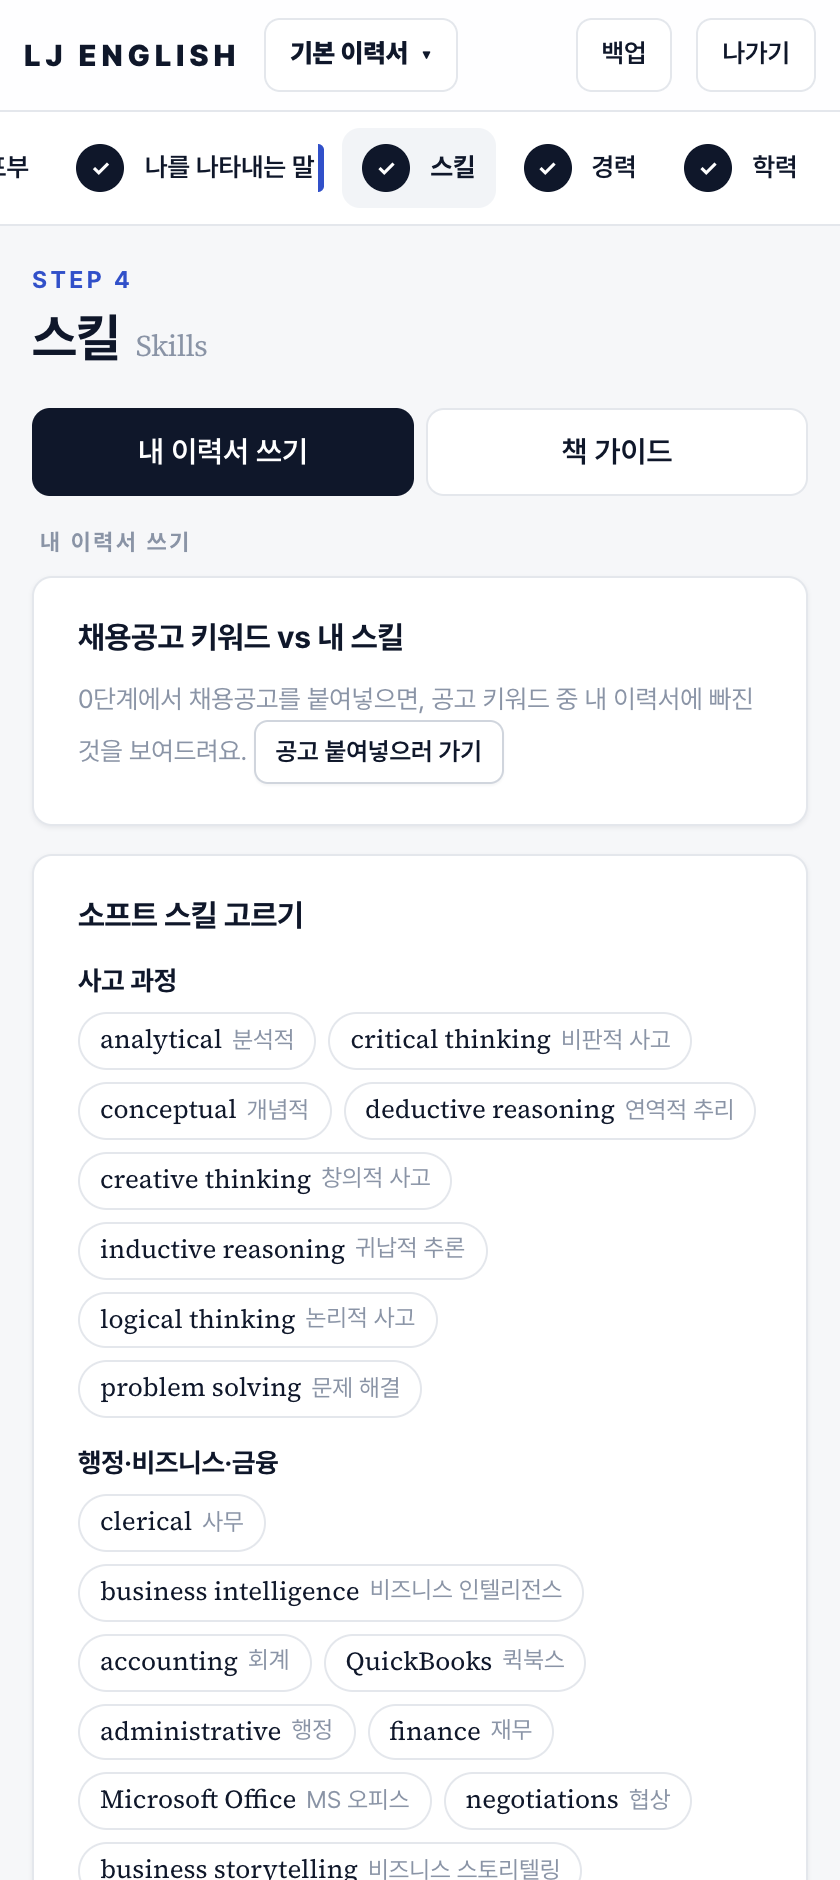 LJ ENGLISH 기본 이력서 ▾ 백업 나가기
부 나를 나타내는 말 스킬 경력 학력
STEP 4
스킬 Skills
내 이력서 쓰기 책 가이드
내 이력서 쓰기
채용공고 키워드 vs 내 스킬
0단계에서 채용공고를 붙여넣으면, 공고 키워드 중 내 이력서에 빠진
것을 보여드려요. 공고 붙여넣으러 가기
소프트 스킬 고르기
사고 과정
analytical 분석적 critical thinking 비판적 사고
conceptual 개념적 deductive reasoning 연역적 추리
creative thinking 창의적 사고
inductive reasoning 귀납적 추론
logical thinking 논리적 사고
problem solving 문제 해결
행정·비즈니스·금융
clerical 사무
business intelligence 비즈니스 인텔리전스
accounting 회계 QuickBooks 퀵북스
administrative 행정 finance 재무
Microsoft Office MS 오피스 negotiations 협상
business storytelling 비즈니스 스토리텔링